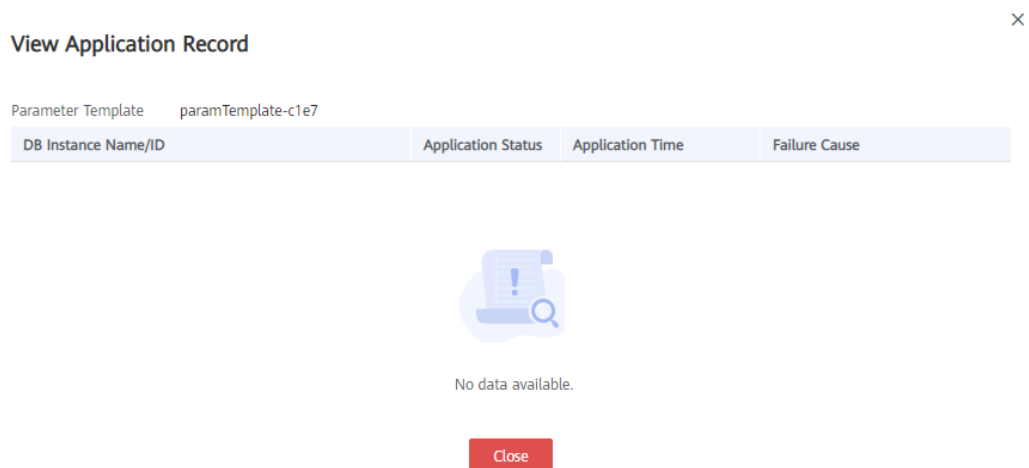 View Application Record
Parameter Template paramTemplate-c1e7
DB Instance Name/ID Application Status Application Time Failure Cause
No data available.
Close